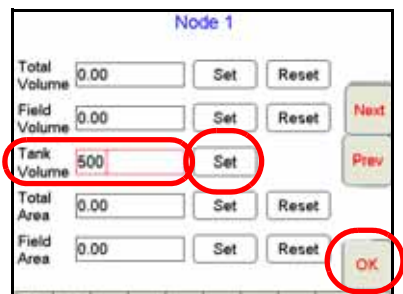 Node 1
Total Volume 0.00 Set Reset
Field Volume 0.00 Set Reset Next
Tank Volume 500 Set Prev
Total Area 0.00 Set Reset
Field Area 0.00 Set Reset OK